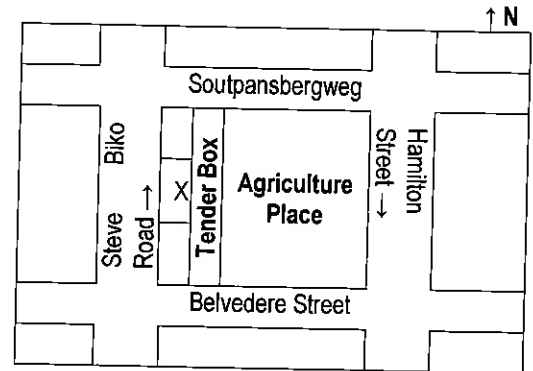 ↑ N
Soutpansbergweg
Steve Biko
Road →
X
Tender Box
Agriculture
Place
Hamilton
Street →
Belvedere Street